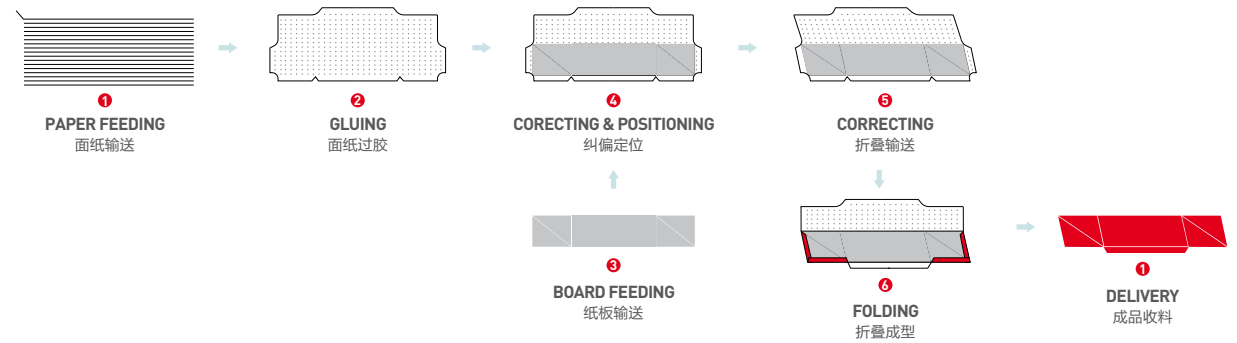 1
PAPER FEEDING
面纸输送
2
GLUING
面纸过胶
4
CORECTING & POSITIONING
纠偏定位
5
CORRECTING
折叠输送
3
BOARD FEEDING
纸板输送
6
FOLDING
折叠成型
1
DELIVERY
成品收料